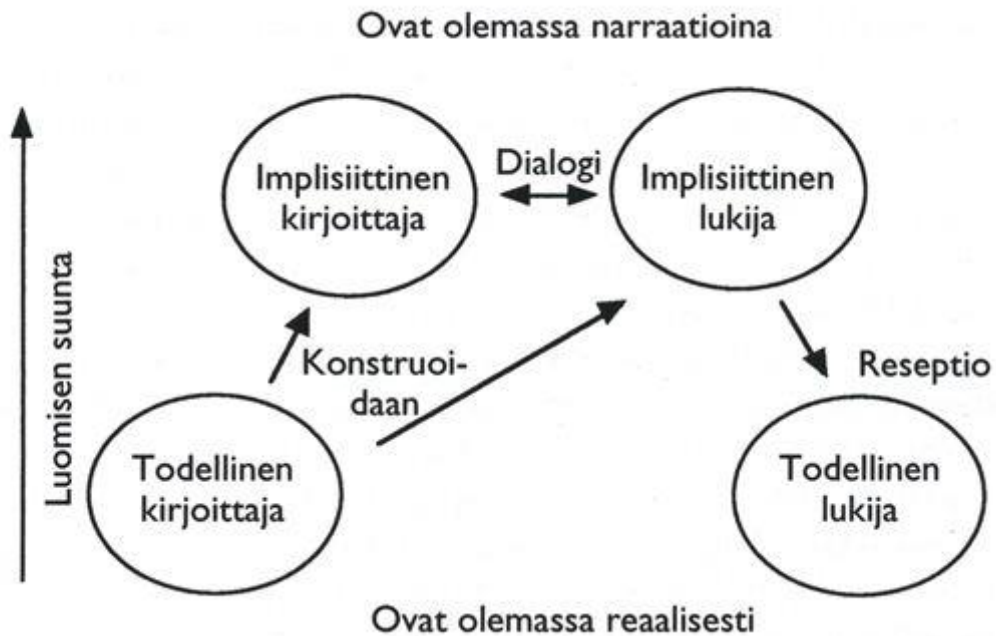 Ovat olemassa narraatioina
Implisiittinen
kirjoittaja
Dialogi
Implisiittinen
lukija
Luomisen suunta
Konstruoi-
daan
Reseptio
Todellinen
kirjoittaja
Todellinen
lukija
Ovat olemassa reaalisesti